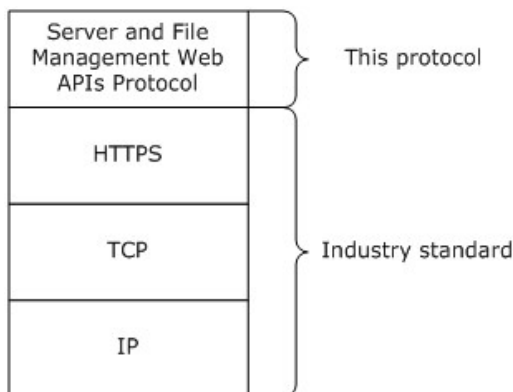 Server and File
Management Web
APIs Protocol
This protocol
HTTPS
TCP
Industry standard
IP